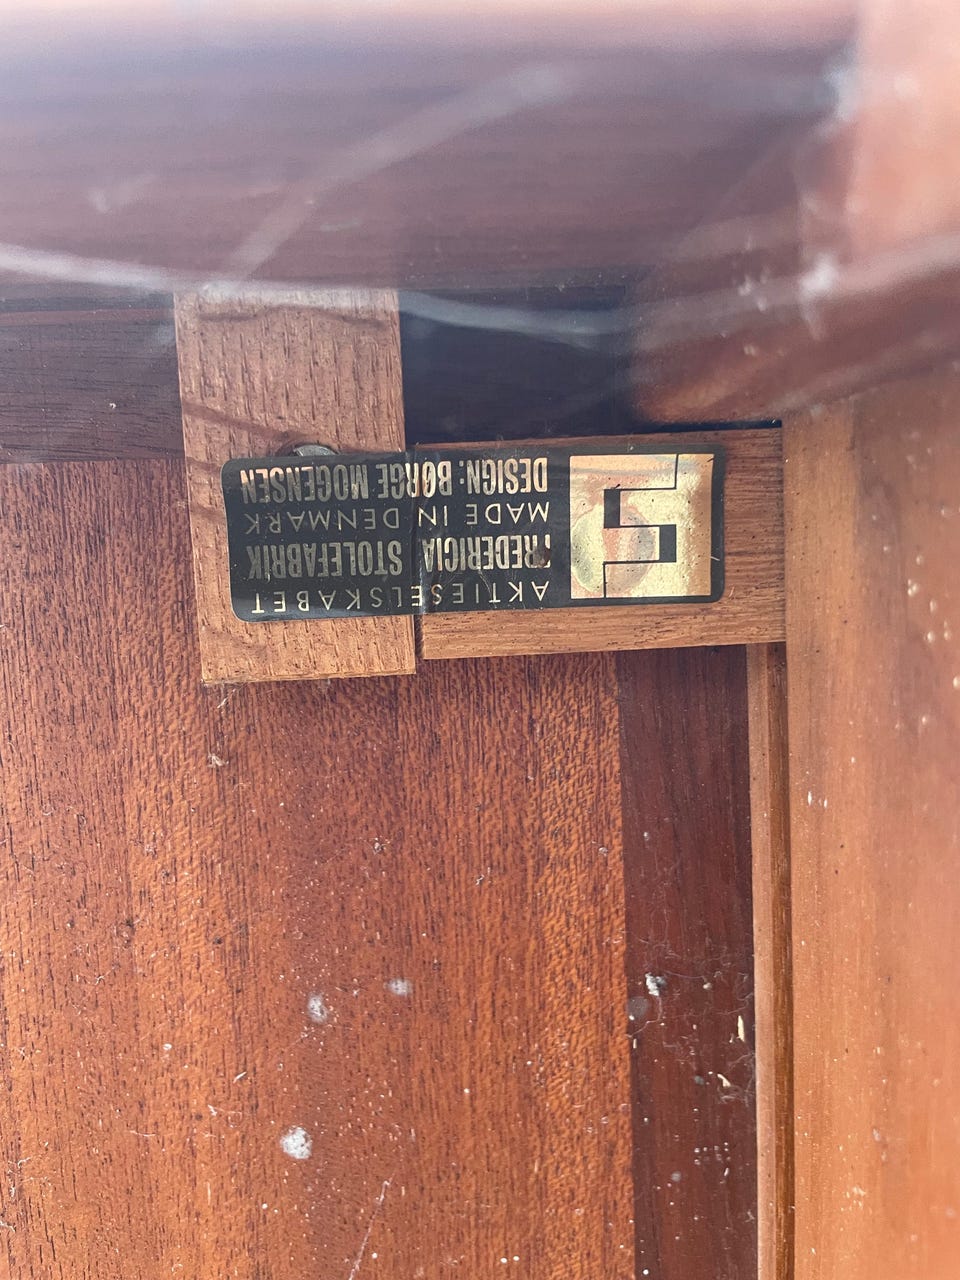 AKTIESELSKABET
FREDERICIA STOLEFABRIK
MADE IN DENMARK
DESIGN: BØRGE MOGENSEN